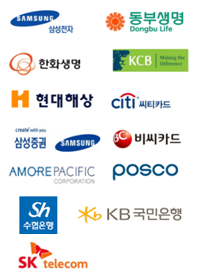 SAMSUNG
삼성전자
동부생명
Dongbu Life
한화생명
KCB
Making the
Difference
현대해상
citi 씨티카드
create with you
삼성증권
SAMSUNG
BC 비씨카드
AMOREPACIFIC
CORPORATION
posco
Sh
수협은행
KB 국민은행
SK
telecom